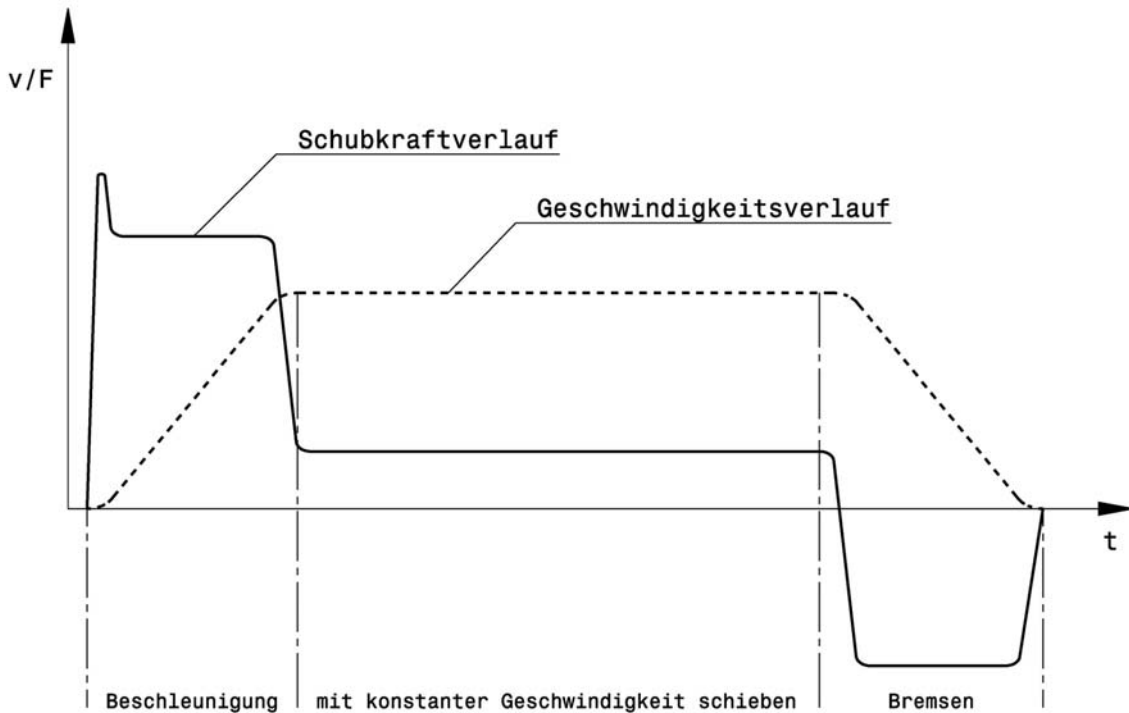 v/F
Schubkraftverlauf
Geschwindigkeitsverlauf
t
Beschleunigung
mit konstanter Geschwindigkeit schieben
Bremsen